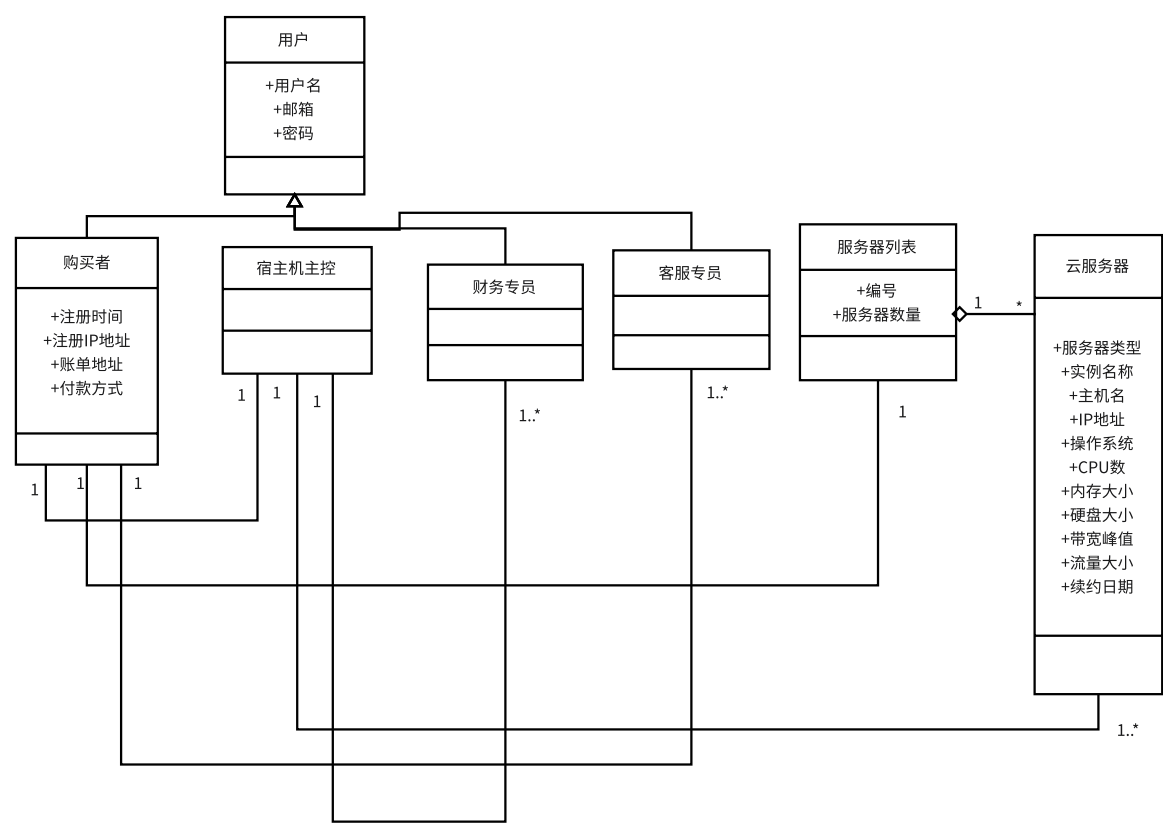 用户
+用户名
+邮箱
+密码
购买者
+注册时间
+注册IP地址
+账单地址
+付款方式
宿主机主控
财务专员
客服专员
服务器列表
+编号
+服务器数量
云服务器
+服务器类型
+实例名称
+主机名
+IP地址
+操作系统
+CPU数
+内存大小
+硬盘大小
+带宽峰值
+流量大小
+续约日期
1
*
1
1
1
1..*
1..*
1
1
1
1
1..*